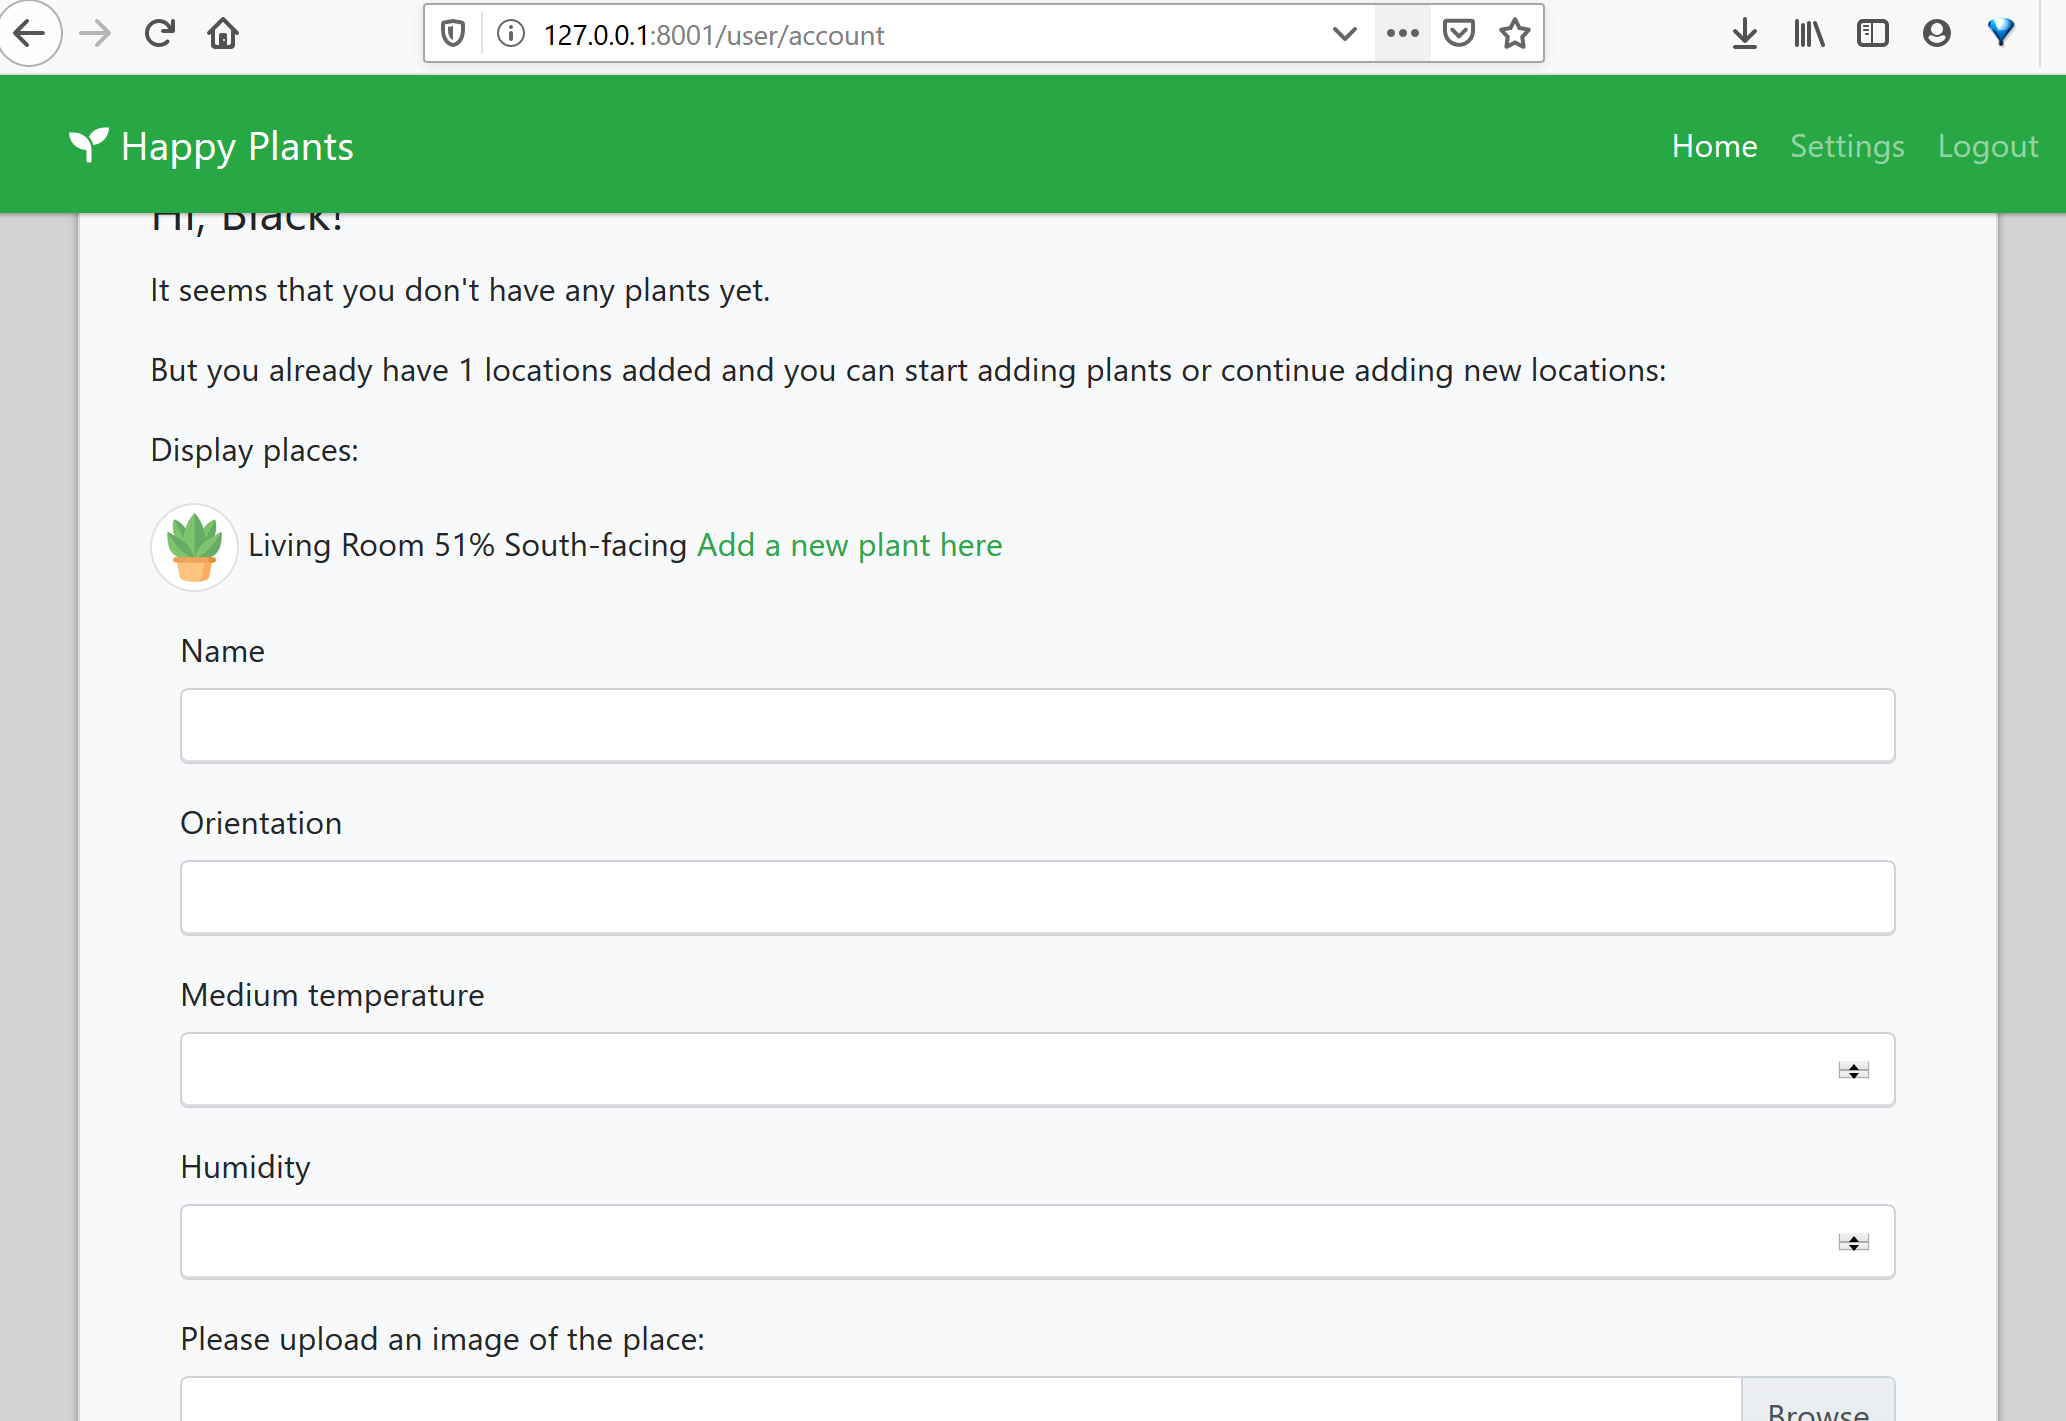 127.0.0.1:8001/user/account
Happy Plants
Home Settings Logout
Hi, Black!
It seems that you don't have any plants yet.
But you already have 1 locations added and you can start adding plants or continue adding new locations:
Display places:
Living Room 51% South-facing Add a new plant here
Name
Orientation
Medium temperature
Humidity
Please upload an image of the place:
Browse